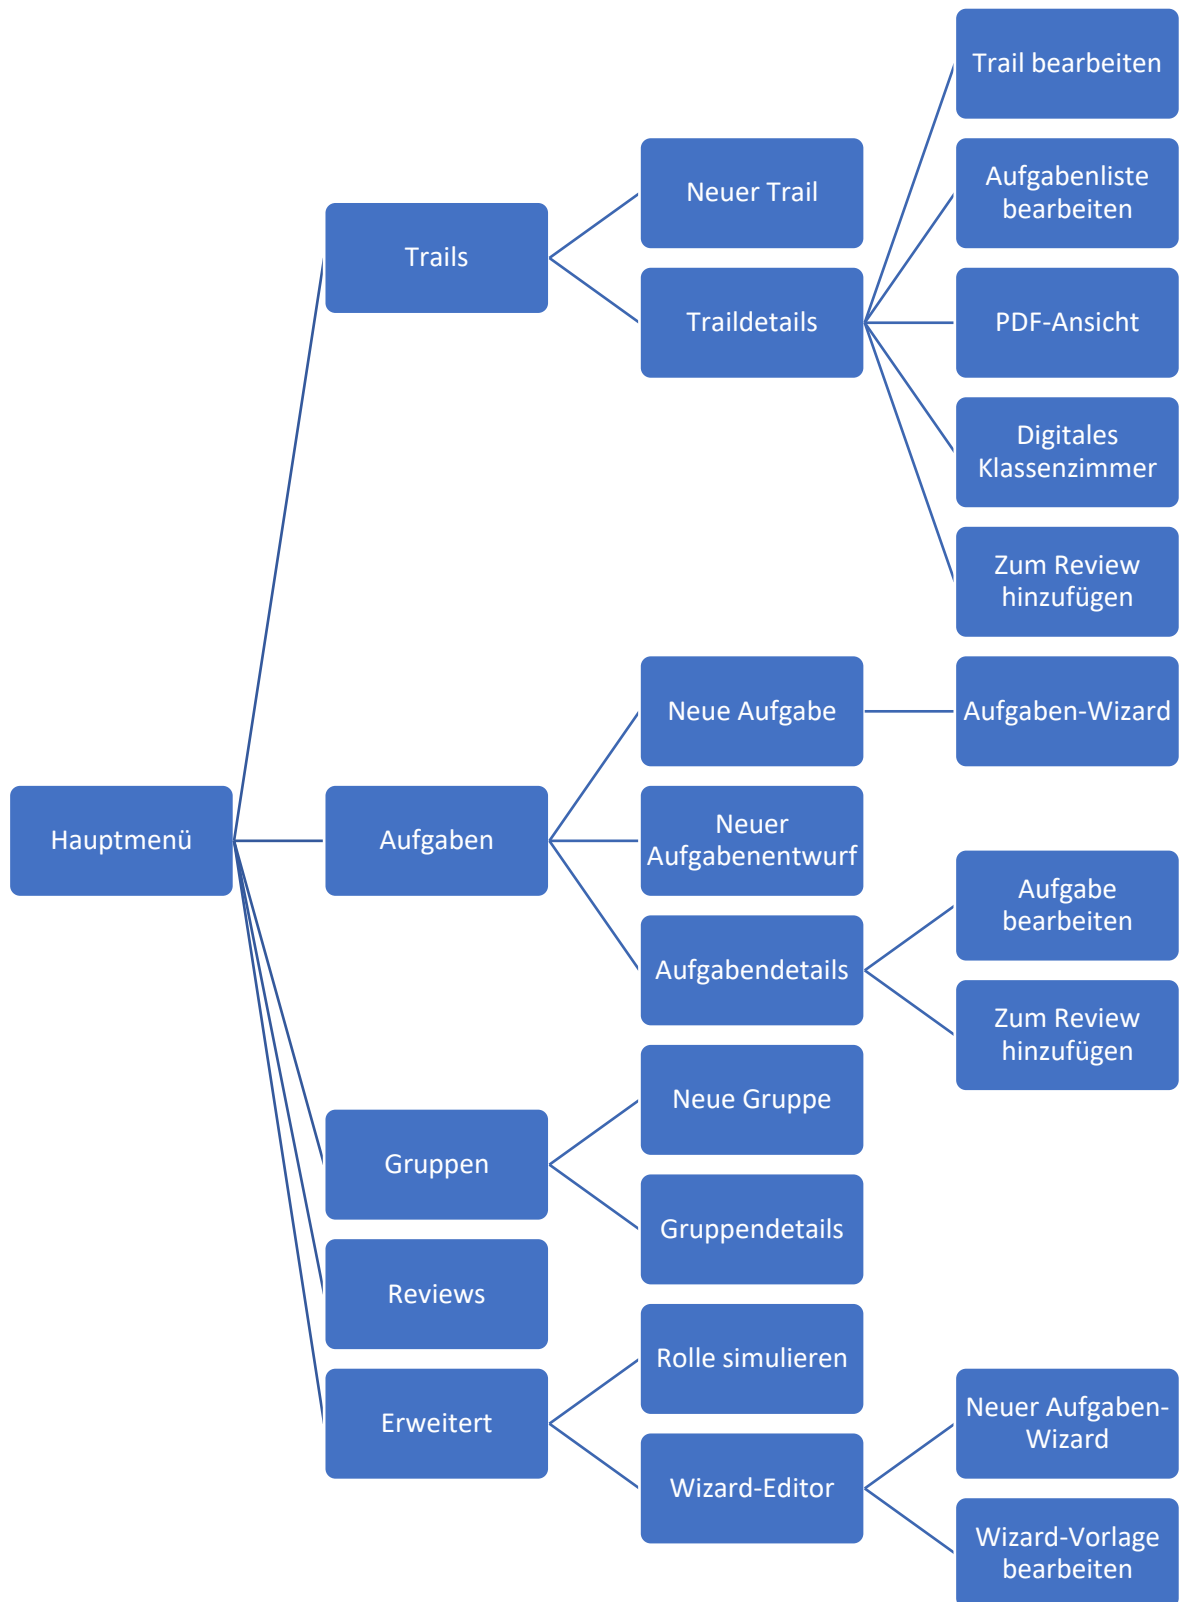 Trail bearbeiten
Neuer Trail
Aufgabenliste
bearbeiten
Trails
Traildetails
PDF-Ansicht
Digitales
Klassenzimmer
Zum Review
hinzufügen
Neue Aufgabe
Aufgaben-Wizard
Hauptmenü
Aufgaben
Neuer
Aufgabenentwurf
Aufgabendetails
Aufgabe
bearbeiten
Zum Review
hinzufügen
Gruppen
Neue Gruppe
Gruppendetails
Reviews
Erweitert
Rolle simulieren
Wizard-Editor
Neuer Aufgaben-
Wizard
Wizard-Vorlage
bearbeiten